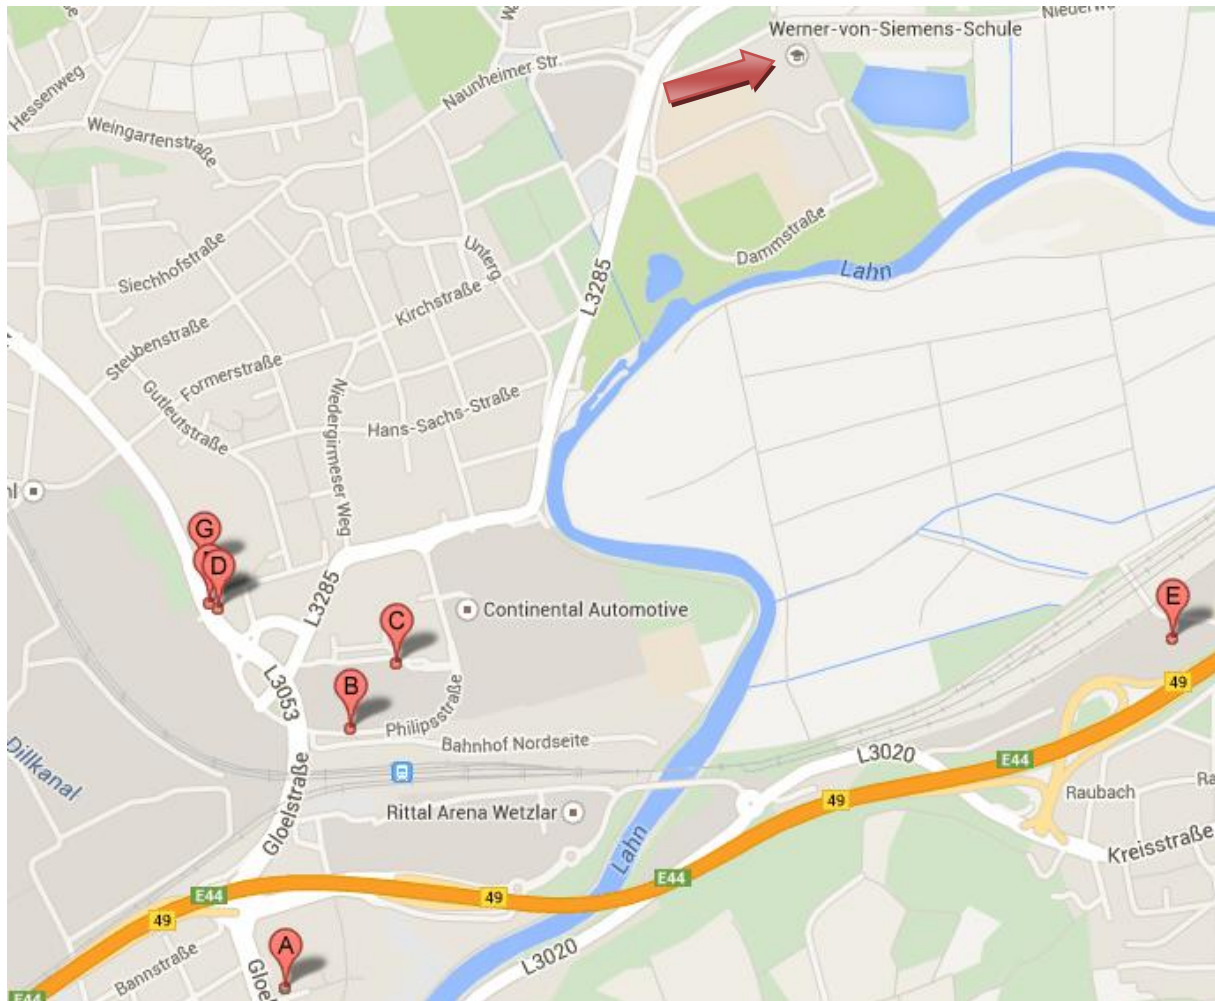 Werner-von-Siemens-Schule
Hessenweg
Naunheimer Str.
Weingartenstraße
Siechhofstraße
Unterg
Dammstraße
Lahn
L3285
Kirchstraße
Steubenstraße
Formerstraße
Gutleutstraße
Niedergirmeser Weg
Hans-Sachs-Straße
G
D
L3285
Continental Automotive
C
E
L3053
B
49
Philipsstraße
Bahnhof Nordseite
Dillkanal
L3020
E44
Gloelstraße
49
Raubach
Rittal Arena Wetzlar
Lahn
Kreisstraße
E44
E44
49
49
A
Bannstraße
L3020
E44